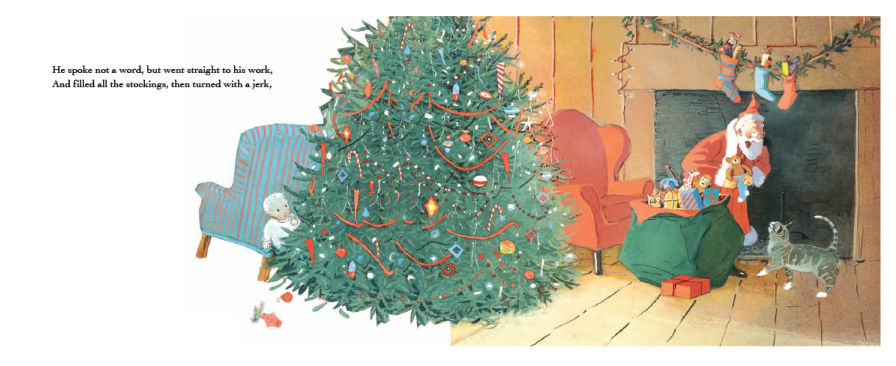 He spoke not a word, but went straight to his work,
And filled all the stockings, then turned with a jerk,